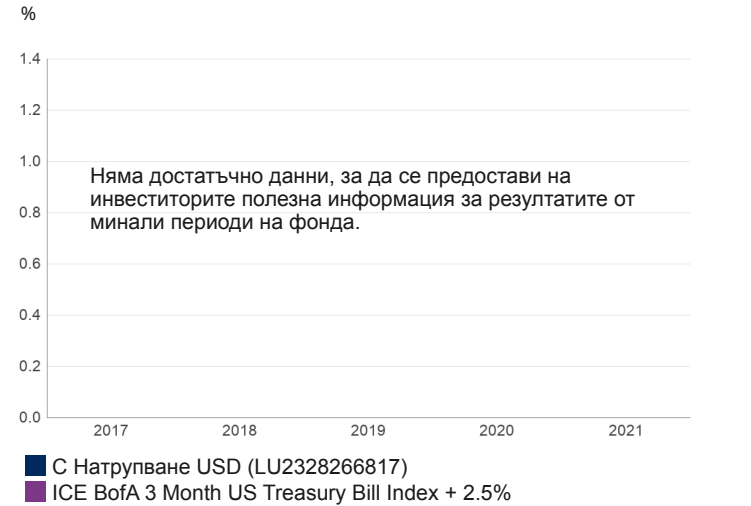 %
1.4
1.2
1.0
Няма достатъчно данни, за да се предостави на
инвеститорите полезна информация за резултатите от
0.8
минали периоди на фонда.
0.6
0.4
0.2
0.0
2017 2018 2019 2020 2021
C Натрупване USD (LU2328266817)
ICE BofA 3 Month US Treasury Bill Index + 2.5%